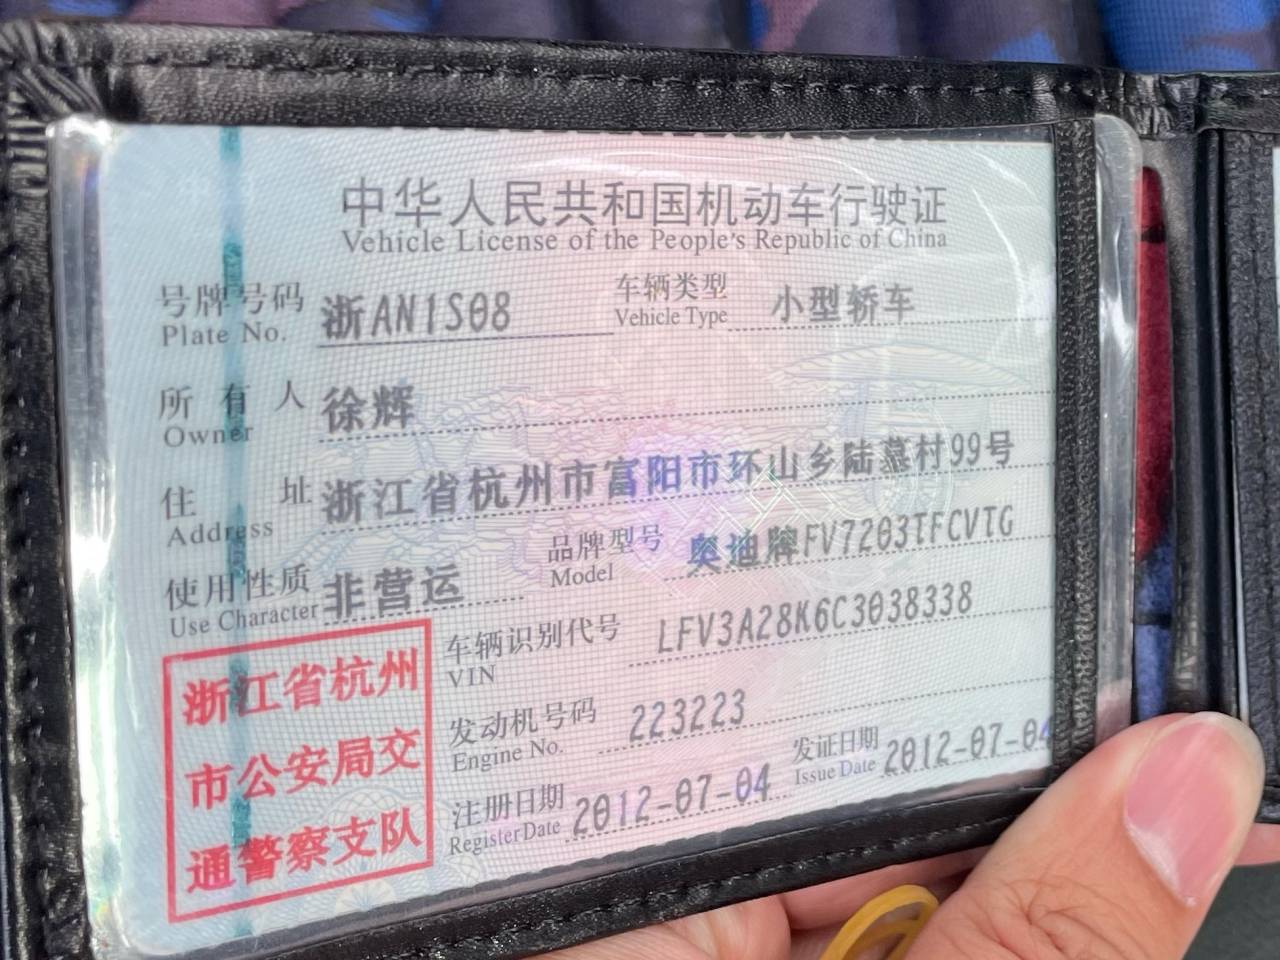 中华人民共和国机动车行驶证
Vehicle License of the People's Republic of China
号牌号码 浙AN1S08 车辆类型 小型轿车
Plate No. Vehicle Type
所有人 徐辉
Owner
住址 浙江省杭州市富阳市环山乡陆墓村99号
Address
使用性质 非营运 品牌型号 奥迪牌FV7203TFCVTG
Use Character Model
车辆识别代号 LFV3A28K6C3038338
VIN
发动机号码 223223
Engine No.
注册日期 2012-07-04 发证日期 2012-07-04
Register Date Issue Date
浙江省杭州
市公安局交
通警察支队